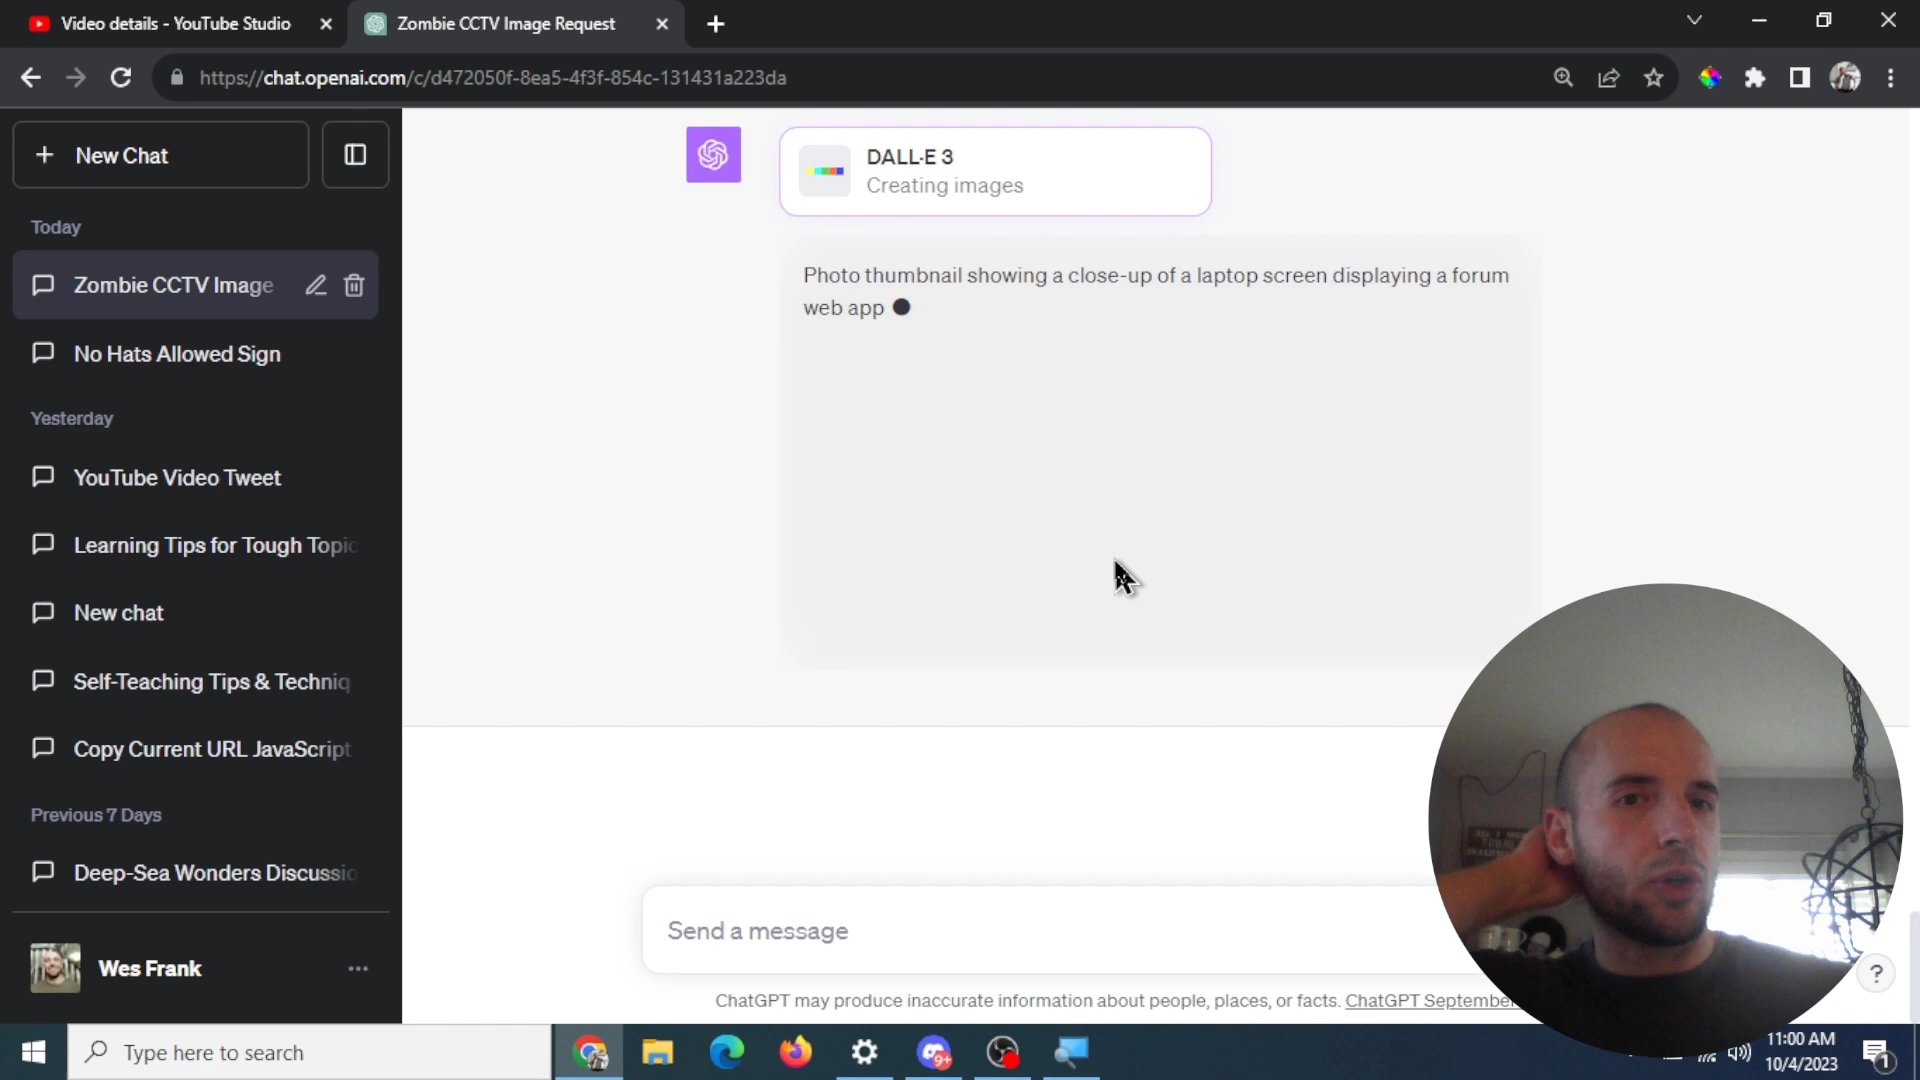 Video details - YouTube Studio
Zombie CCTV Image Request
https://chat.openai.com/c/d472050f-8ea5-4f3f-854c-131431a223da
New Chat
Today
Zombie CCTV Image
No Hats Allowed Sign
Yesterday
YouTube Video Tweet
Learning Tips for Tough Topic
New chat
Self-Teaching Tips & Techniq
Copy Current URL JavaScript
Previous 7 Days
Deep-Sea Wonders Discussio
Wes Frank
DALL·E 3
Creating images
Photo thumbnail showing a close-up of a laptop screen displaying a forum
web app
Send a message
ChatGPT may produce inaccurate information about people, places, or facts. ChatGPT September
?
Type here to search
9+
11:00 AM
10/4/2023
1